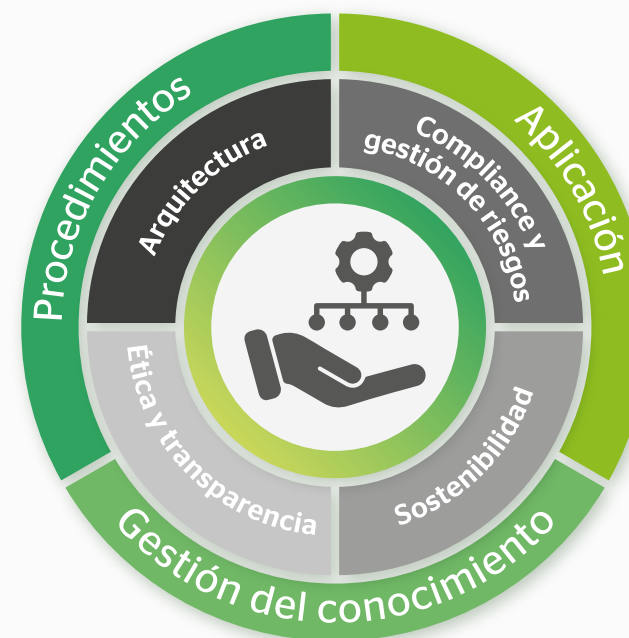 Procedimientos
Aplicación
Arquitectura
Compliance y
gestión de riesgos
Ética y transparencia
Sostenibilidad
Gestión del conocimiento